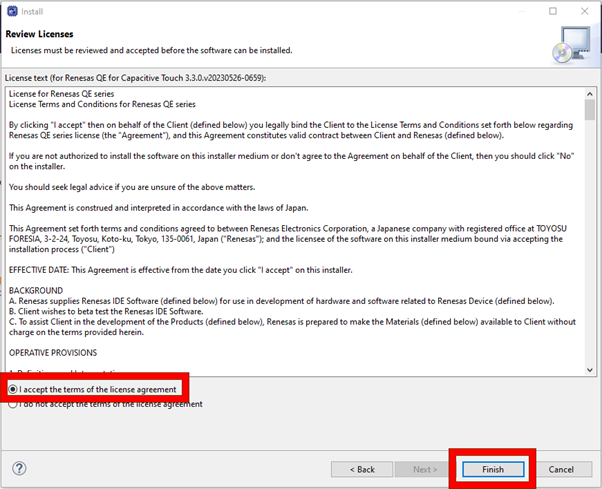 Install
Review Licenses
Licenses must be reviewed and accepted before the software can be installed.
License text (for Renesas QE for Capacitive Touch 3.3.0.v20230526-0659):
License for Renesas QE series
License Terms and Conditions for Renesas QE series
By clicking "I accept" then on behalf of the Client (defined below) you legally bind the Client to the License Terms and Conditions set forth below regarding
Renesas QE series license (the "Agreement"), and this Agreement constitutes valid contract between Client and Renesas (defined below).
If you are not authorized to install the software on this installer medium or don't agree to the Agreement on behalf of the Client, then you should click "No"
on the installer.
You should seek legal advice if you are unsure of the above matters.
This Agreement is construed and interpreted in accordance with the laws of Japan.
This Agreement set forth terms and conditions agreed to between Renesas Electronics Corporation, a Japanese company with registered office at TOYOSU
FORESIA, 3-2-24, Toyosu, Koto-ku, Tokyo, 135-0061, Japan ("Renesas"); and the licensee of the software on this installer medium bound via accepting the
installation process ("Client")
EFFECTIVE DATE: This Agreement is effective from the date you click "I accept" on this installer.
BACKGROUND
A. Renesas supplies Renesas IDE Software (defined below) for use in development of hardware and software related to Renesas Device (defined below).
B. Client wishes to beta test the Renesas IDE Software.
C. To assist Client in the development of the Products (defined below), Renesas is prepared to make the Materials (defined below) available to Client without
charge on the terms provided herein.
OPERATIVE PROVISIONS
I accept the terms of the license agreement
I do not accept the terms of the license agreement
? < Back Next > Finish Cancel